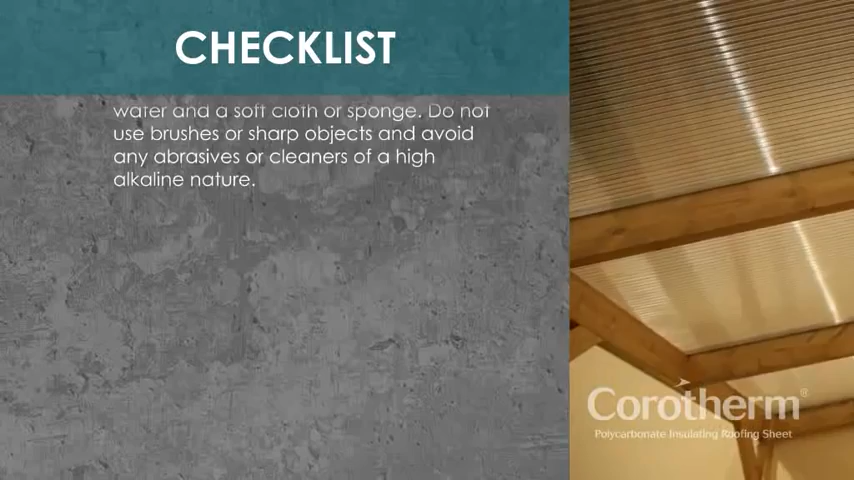 CHECKLIST
water and a soft cloth or sponge. Do not
use brushes or sharp objects and avoid
any abrasives or cleaners of a high
alkaline nature.
Corotherm®
Polycarbonate Insulating Roofing Sheet